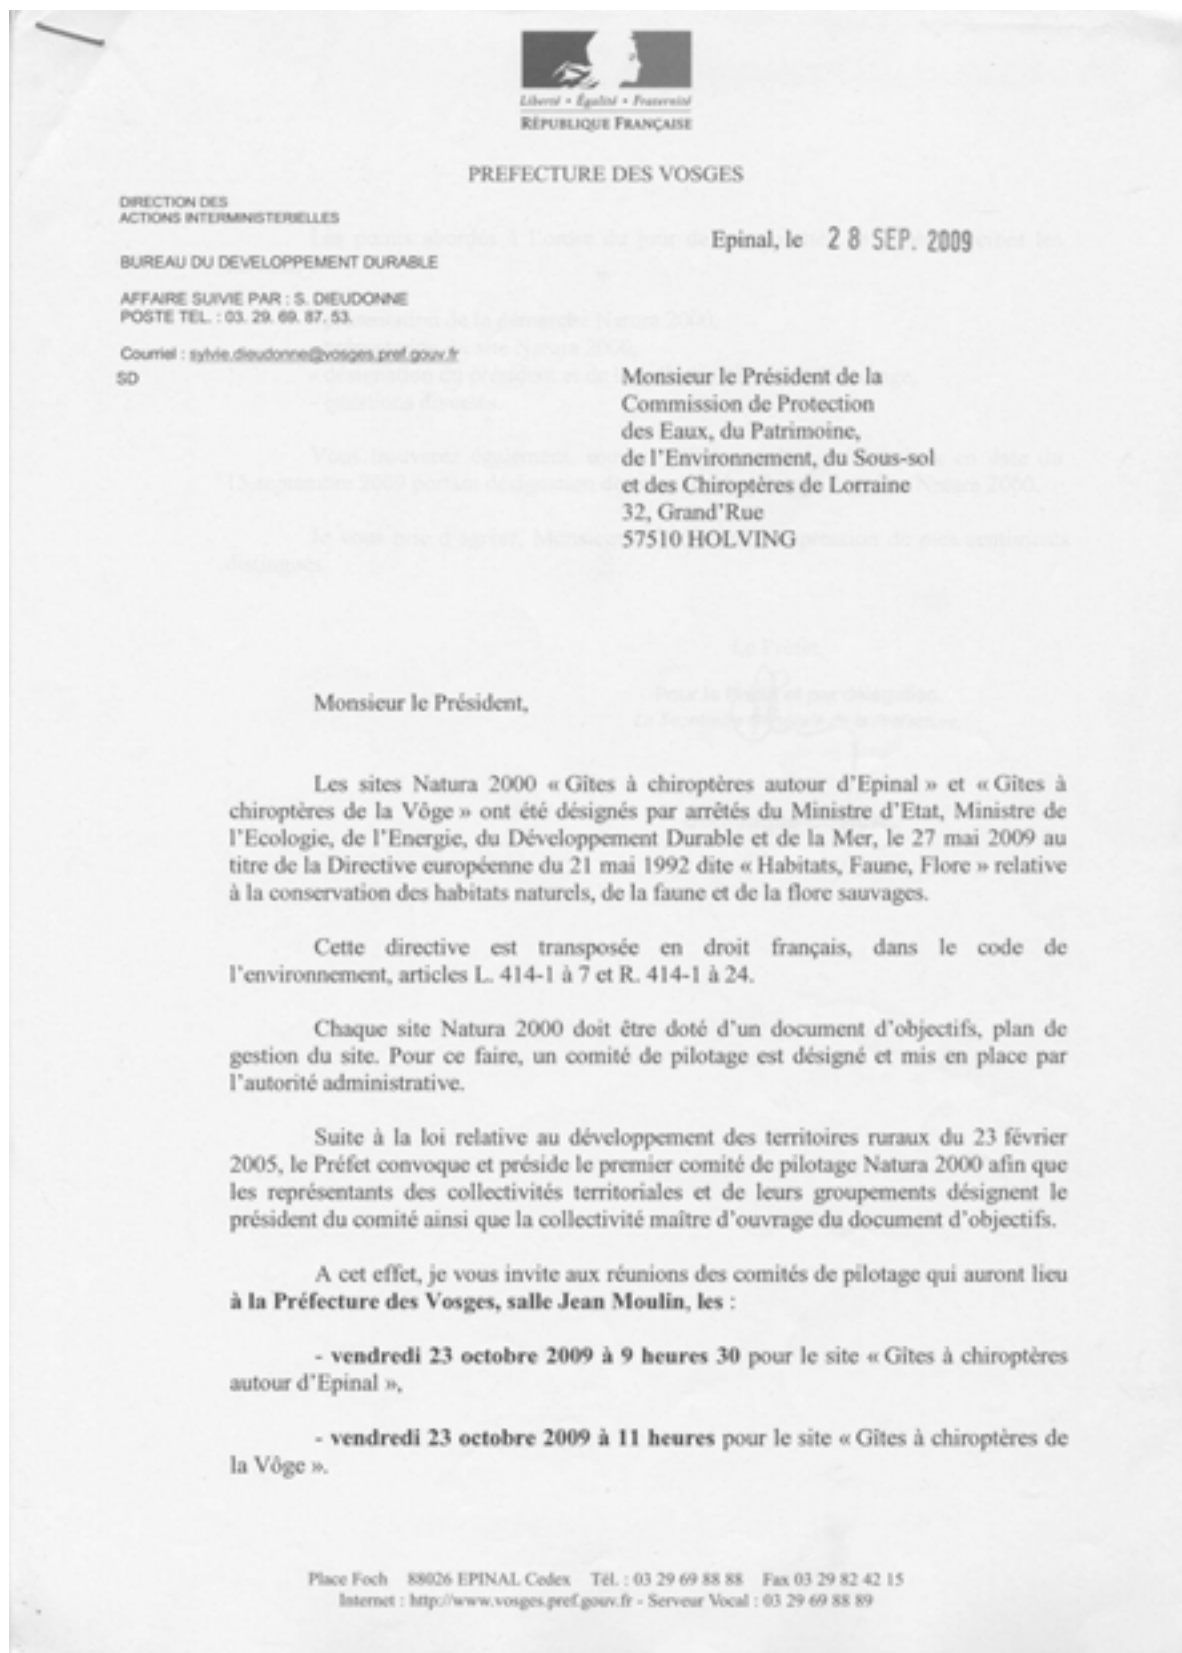 Liberté • Égalité • Fraternité
RÉPUBLIQUE FRANÇAISE
PREFECTURE DES VOSGES
DIRECTION DES
ACTIONS INTERMINISTERIELLES
Epinal, le 28 SEP. 2009
BUREAU DU DEVELOPPEMENT DURABLE
AFFAIRE SUIVIE PAR : S. DIEUDONNE
POSTE TEL. : 03. 29. 69. 87. 53.
Courriel : sylvie.dieudonne@vosges.pref.gouv.fr
SD
Monsieur le Président de la
Commission de Protection
des Eaux, du Patrimoine,
de l'Environnement, du Sous-sol
et des Chiroptères de Lorraine
32, Grand'Rue
57510 HOLVING
Monsieur le Président,
Les sites Natura 2000 « Gîtes à chiroptères autour d'Epinal » et « Gîtes à
chiroptères de la Vôge » ont été désignés par arrêtés du Ministre d'Etat, Ministre de
l'Ecologie, de l'Energie, du Développement Durable et de la Mer, le 27 mai 2009 au
titre de la Directive européenne du 21 mai 1992 dite « Habitats, Faune, Flore » relative
à la conservation des habitats naturels, de la faune et de la flore sauvages.
Cette directive est transposée en droit français, dans le code de
l'environnement, articles L. 414-1 à 7 et R. 414-1 à 24.
Chaque site Natura 2000 doit être doté d'un document d'objectifs, plan de
gestion du site. Pour ce faire, un comité de pilotage est désigné et mis en place par
l'autorité administrative.
Suite à la loi relative au développement des territoires ruraux du 23 février
2005, le Préfet convoque et préside le premier comité de pilotage Natura 2000 afin que
les représentants des collectivités territoriales et de leurs groupements désignent le
président du comité ainsi que la collectivité maître d'ouvrage du document d'objectifs.
A cet effet, je vous invite aux réunions des comités de pilotage qui auront lieu
à la Préfecture des Vosges, salle Jean Moulin, les :
- vendredi 23 octobre 2009 à 9 heures 30 pour le site « Gîtes à chiroptères
autour d'Epinal »,
- vendredi 23 octobre 2009 à 11 heures pour le site « Gîtes à chiroptères de
la Vôge ».
Place Foch 88026 EPINAL Cedex Tél. : 03 29 69 88 88 Fax 03 29 82 42 15
Internet : http://www.vosges.pref.gouv.fr - Serveur Vocal : 03 29 69 88 89